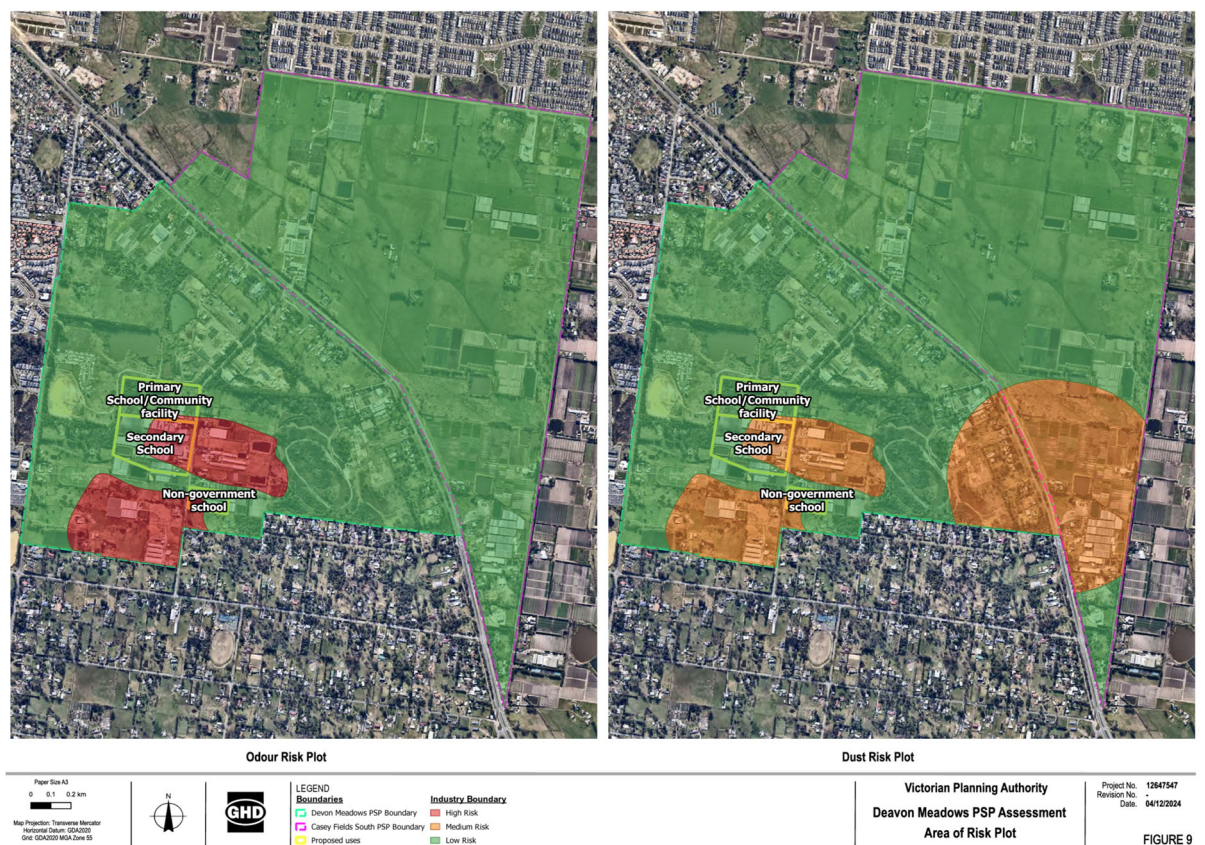 Primary
School/Community
facility
Secondary
School
Non-government
school
Primary
School/Community
facility
Secondary
School
Non-government
school
Odour Risk Plot
Dust Risk Plot
Paper Size A3
0 0.1 0.2 km
Map Projection: Transverse Mercator
Horizontal Datum: GDA2020
Grid: GDA2020 MGA Zone 55
N
GHD
LEGEND
Boundaries
Devon Meadows PSP Boundary
Casey Fields South PSP Boundary
Proposed uses
Industry Boundary
High Risk
Medium Risk
Low Risk
Victorian Planning Authority
Deavon Meadows PSP Assessment
Area of Risk Plot
Project No. 12647547
Revision No. -
Date. 04/12/2024
FIGURE 9